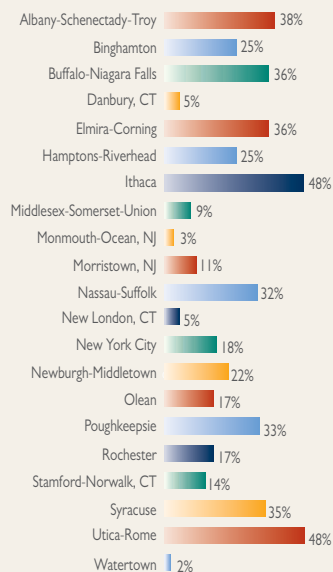 Albany-Schenectady-Troy 38%
Binghamton 25%
Buffalo-Niagara Falls 36%
Danbury, CT 5%
Elmira-Corning 36%
Hamptons-Riverhead 25%
Ithaca 48%
Middlesex-Somerset-Union 9%
Monmouth-Ocean, NJ 3%
Morristown, NJ 11%
Nassau-Suffolk 32%
New London, CT 5%
New York City 18%
Newburgh-Middletown 22%
Olean 17%
Poughkeepsie 33%
Rochester 17%
Stamford-Norwalk, CT 14%
Syracuse 35%
Utica-Rome 48%
Watertown 2%